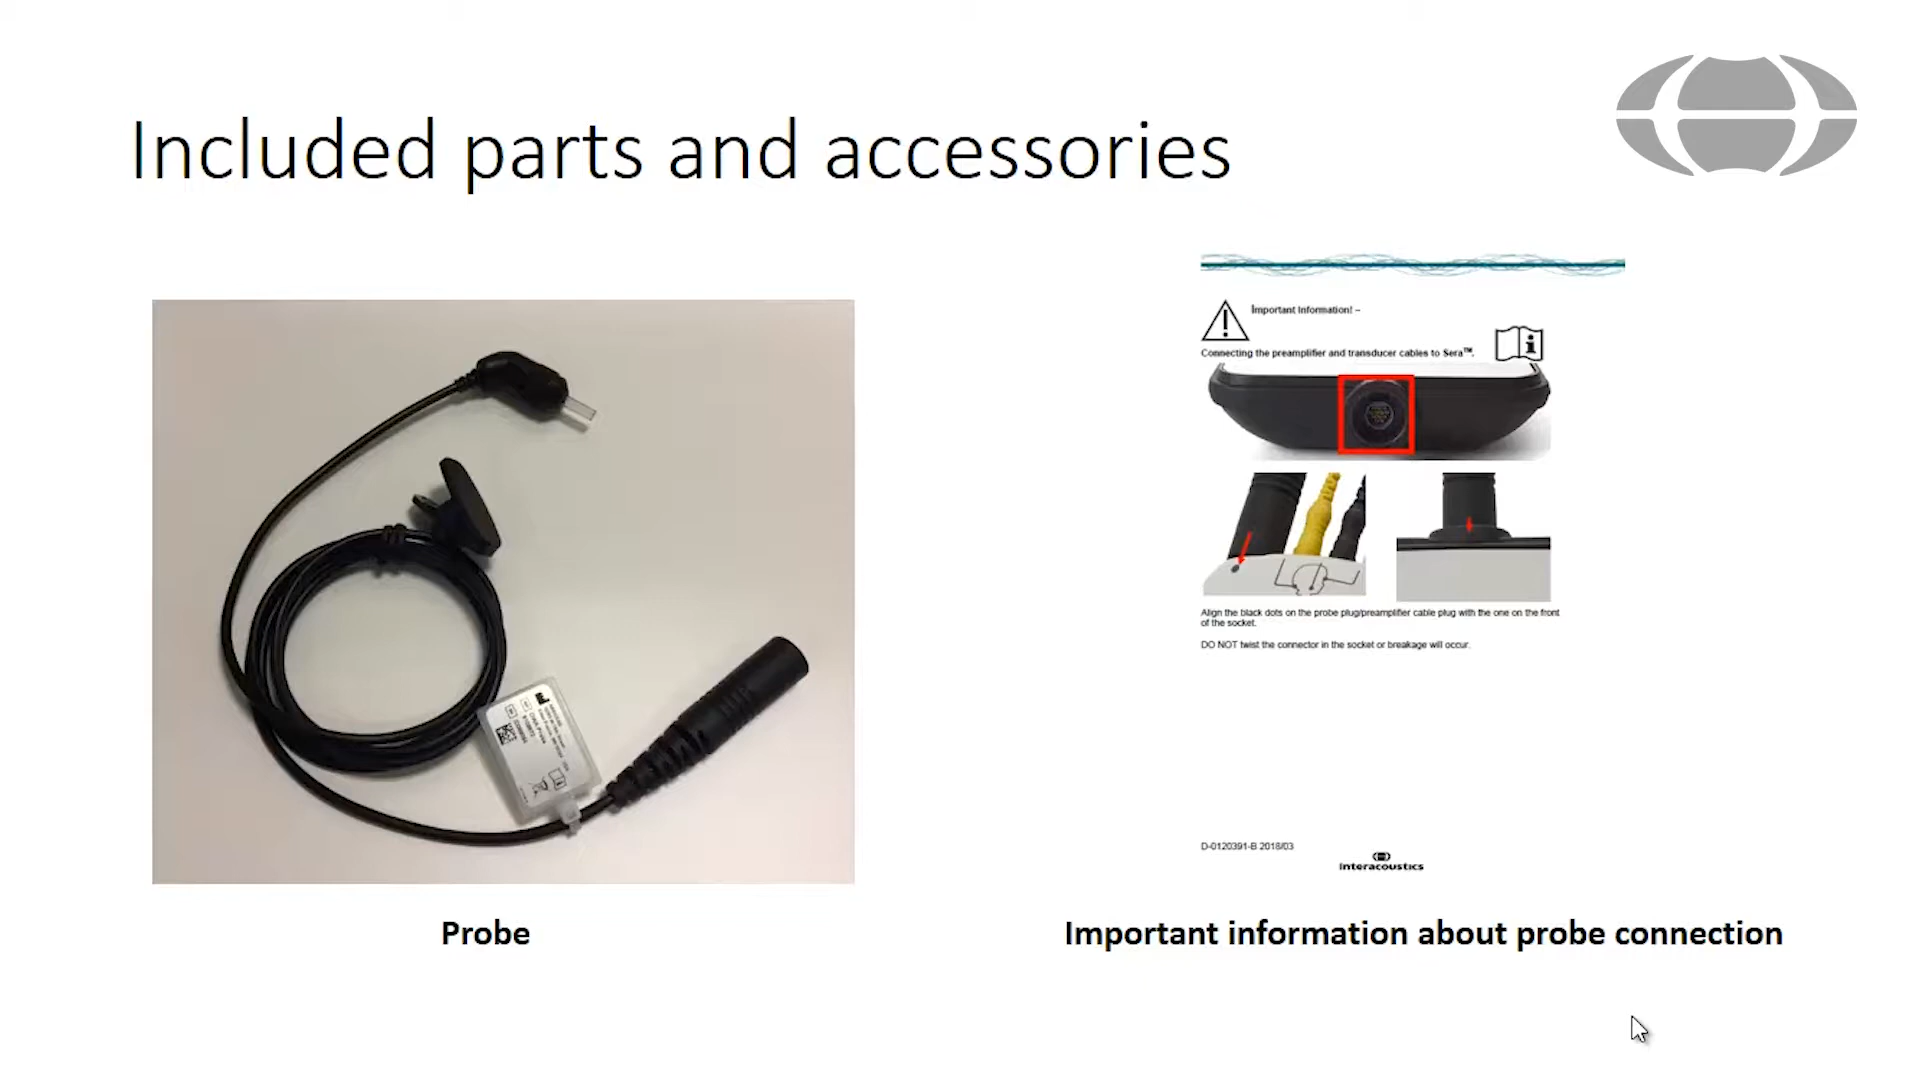 Included parts and accessories
Important Information! –
Connecting the preamplifier and transducer cables to Sera™.
Align the black dots on the probe plug/preamplifier cable plug with the one on the front
of the socket.
DO NOT twist the connector in the socket or breakage will occur.
D-0120391-B 2018/03
Interacoustics
Probe
Important information about probe connection